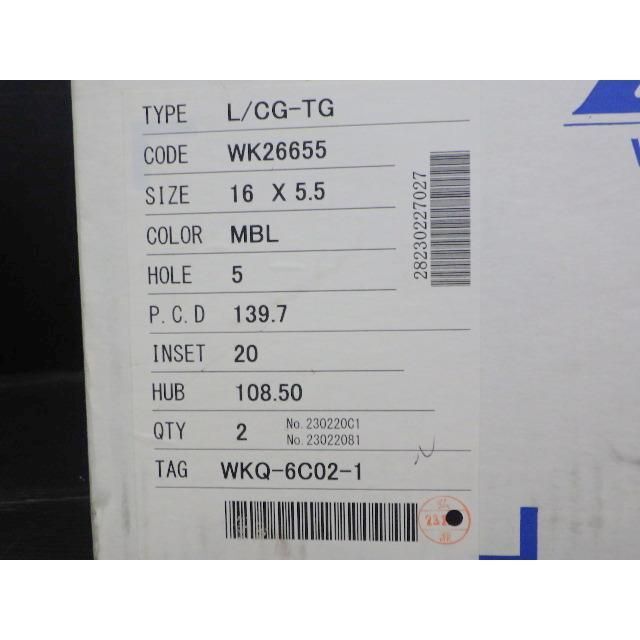 TYPE L/CG-TG
CODE WK26655
SIZE 16 X 5.5
COLOR MBL
HOLE 5
P.C.D 139.7
INSET 20
HUB 108.50
QTY 2
No.230220C1
No.23022081
TAG WKQ-6C02-1
28230227027